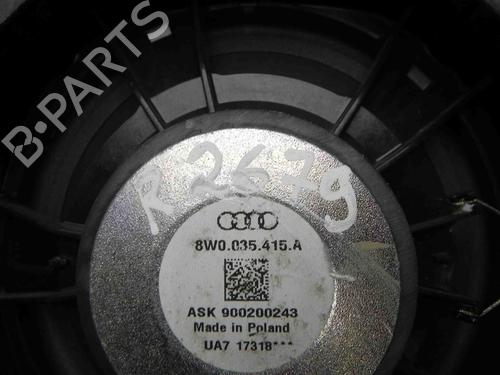 B-PARTS
R2679
8W0.035.415.A
ASK 900200243
Made in Poland
UA7 17318***